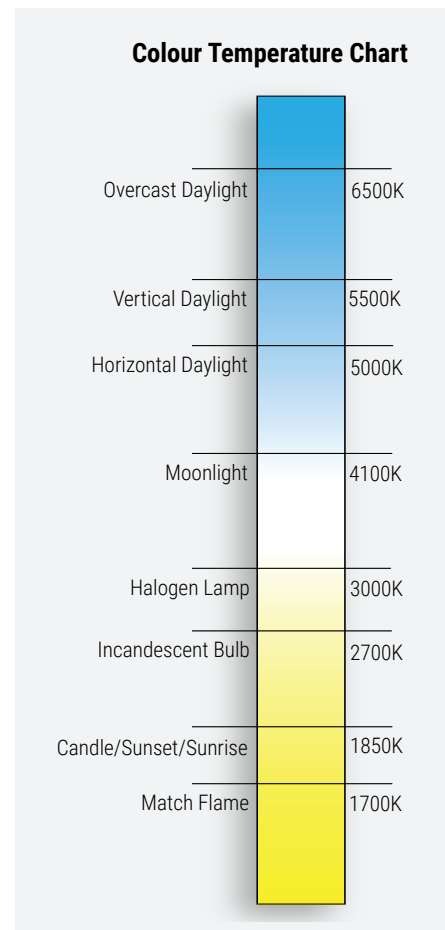 Colour Temperature Chart
Overcast Daylight 6500K
Vertical Daylight 5500K
Horizontal Daylight 5000K
Moonlight 4100K
Halogen Lamp 3000K
Incandescent Bulb 2700K
Candle/Sunset/Sunrise 1850K
Match Flame 1700K